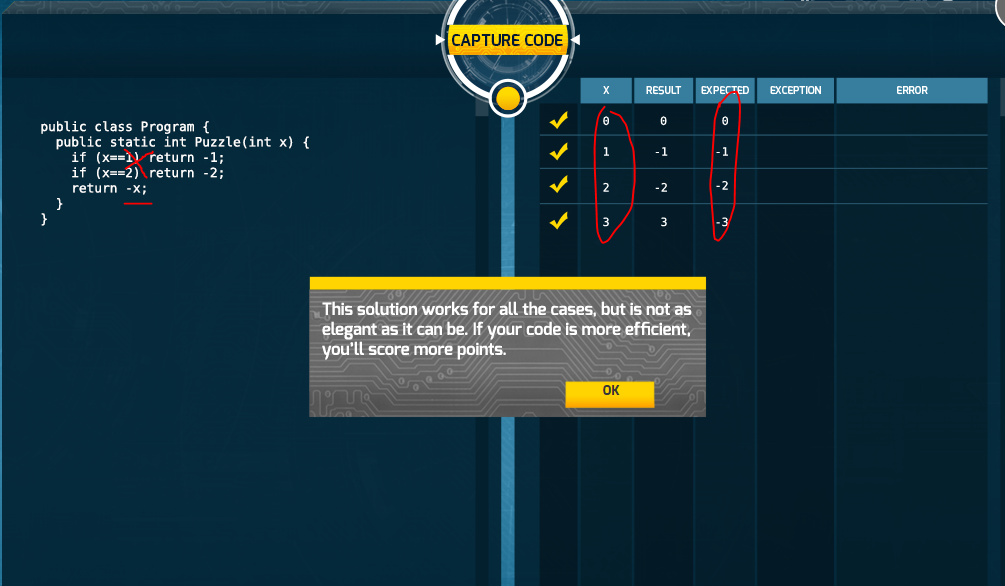 CAPTURE CODE
public class Program {
public static int Puzzle(int x) {
if (x==1) return -1;
if (x==2) return -2;
return -x;
}
}
X RESULT EXPECTED EXCEPTION ERROR
0 0 0
1 -1 -1
2 -2 -2
3 3 -3
This solution works for all the cases, but is not as
elegant as it can be. If your code is more efficient,
you'll score more points.
OK